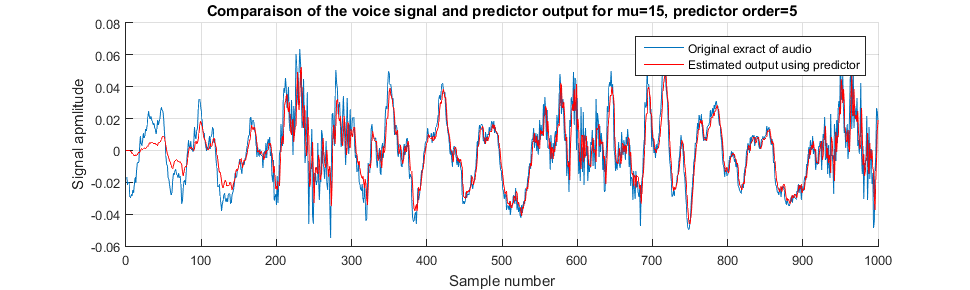 Comparaison of the voice signal and predictor output for mu=15, predictor order=5
Original exract of audio
Estimated output using predictor
Signal apmlitude
0.08
0.06
0.04
0.02
0
-0.02
-0.04
-0.06
0 100 200 300 400 500 600 700 800 900 1000
Sample number